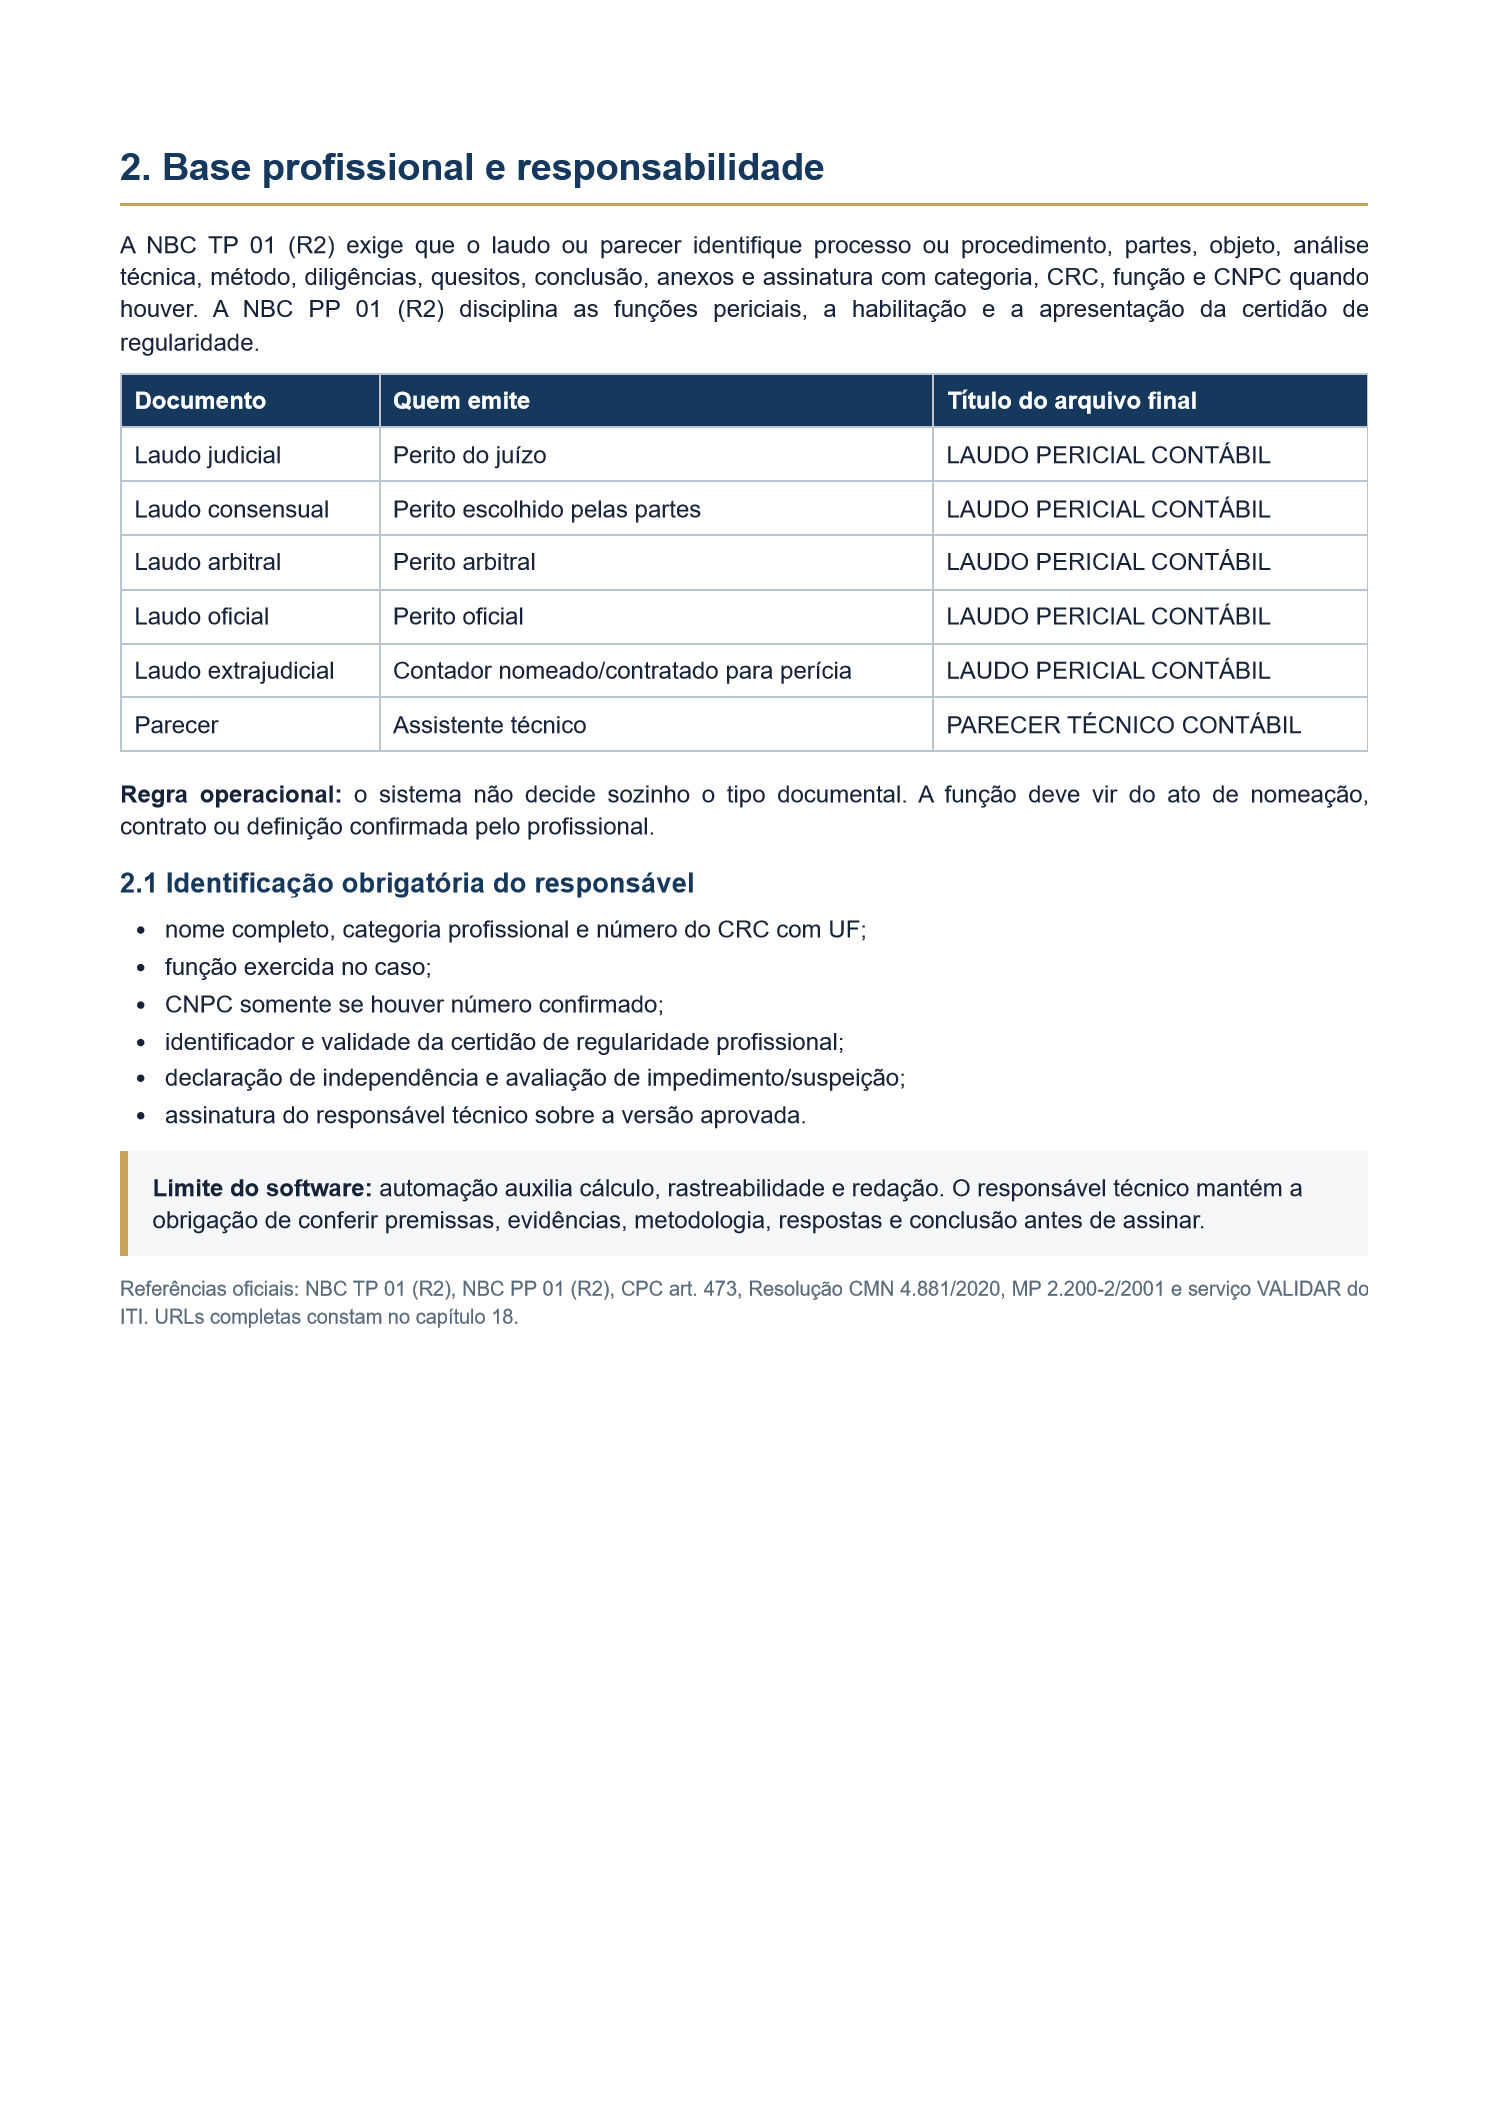 2. Base profissional e responsabilidade
A NBC TP 01 (R2) exige que o laudo ou parecer identifique processo ou procedimento, partes, objeto, análise
técnica, método, diligências, quesitos, conclusão, anexos e assinatura com categoria, CRC, função e CNPC quando
houver. A NBC PP 01 (R2) disciplina as funções periciais, a habilitação e a apresentação da certidão de
regularidade.
Documento Quem emite Título do arquivo final
Laudo judicial Perito do juízo LAUDO PERICIAL CONTÁBIL
Laudo consensual Perito escolhido pelas partes LAUDO PERICIAL CONTÁBIL
Laudo arbitral Perito arbitral LAUDO PERICIAL CONTÁBIL
Laudo oficial Perito oficial LAUDO PERICIAL CONTÁBIL
Laudo extrajudicial Contador nomeado/contratado para perícia LAUDO PERICIAL CONTÁBIL
Parecer Assistente técnico PARECER TÉCNICO CONTÁBIL
Regra operacional: o sistema não decide sozinho o tipo documental. A função deve vir do ato de nomeação,
contrato ou definição confirmada pelo profissional.
2.1 Identificação obrigatória do responsável
• nome completo, categoria profissional e número do CRC com UF;
• função exercida no caso;
• CNPC somente se houver número confirmado;
• identificador e validade da certidão de regularidade profissional;
• declaração de independência e avaliação de impedimento/suspeição;
• assinatura do responsável técnico sobre a versão aprovada.
Limite do software: automação auxilia cálculo, rastreabilidade e redação. O responsável técnico mantém a
obrigação de conferir premissas, evidências, metodologia, respostas e conclusão antes de assinar.
Referências oficiais: NBC TP 01 (R2), NBC PP 01 (R2), CPC art. 473, Resolução CMN 4.881/2020, MP 2.200-2/2001 e serviço VALIDAR do
ITI. URLs completas constam no capítulo 18.